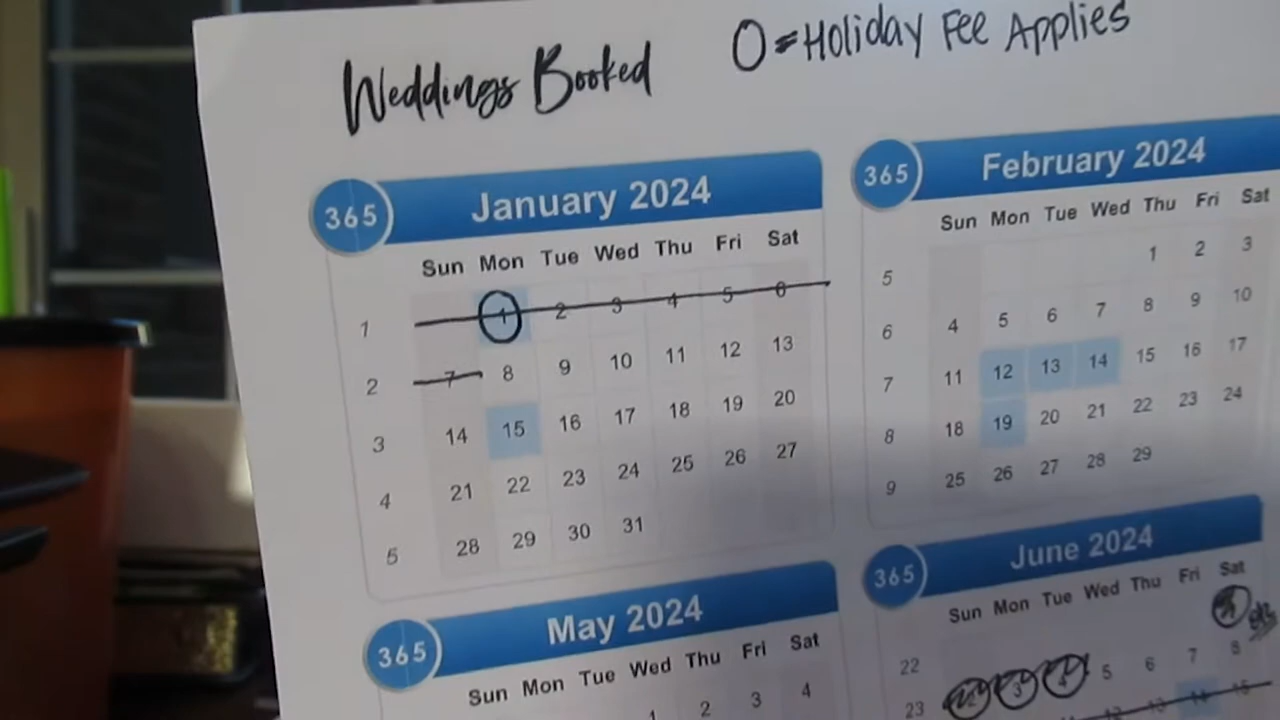 Weddings Booked
O = Holiday Fee Applies
365 January 2024
Sun Mon Tue Wed Thu Fri Sat
1 1 2 3 4 5 6
2 7 8 9 10 11 12 13
3 14 15 16 17 18 19 20
4 21 22 23 24 25 26 27
5 28 29 30 31
365 February 2024
Sun Mon Tue Wed Thu Fri Sat
5 1 2 3
6 4 5 6 7 8 9 10
7 11 12 13 14 15 16 17
8 18 19 20 21 22 23 24
9 25 26 27 28 29
365 May 2024
Sun Mon Tue Wed Thu Fri Sat
1 2 3 4
365 June 2024
Sun Mon Tue Wed Thu Fri Sat
22
23 3 5 6 7 8
12 13 14 15